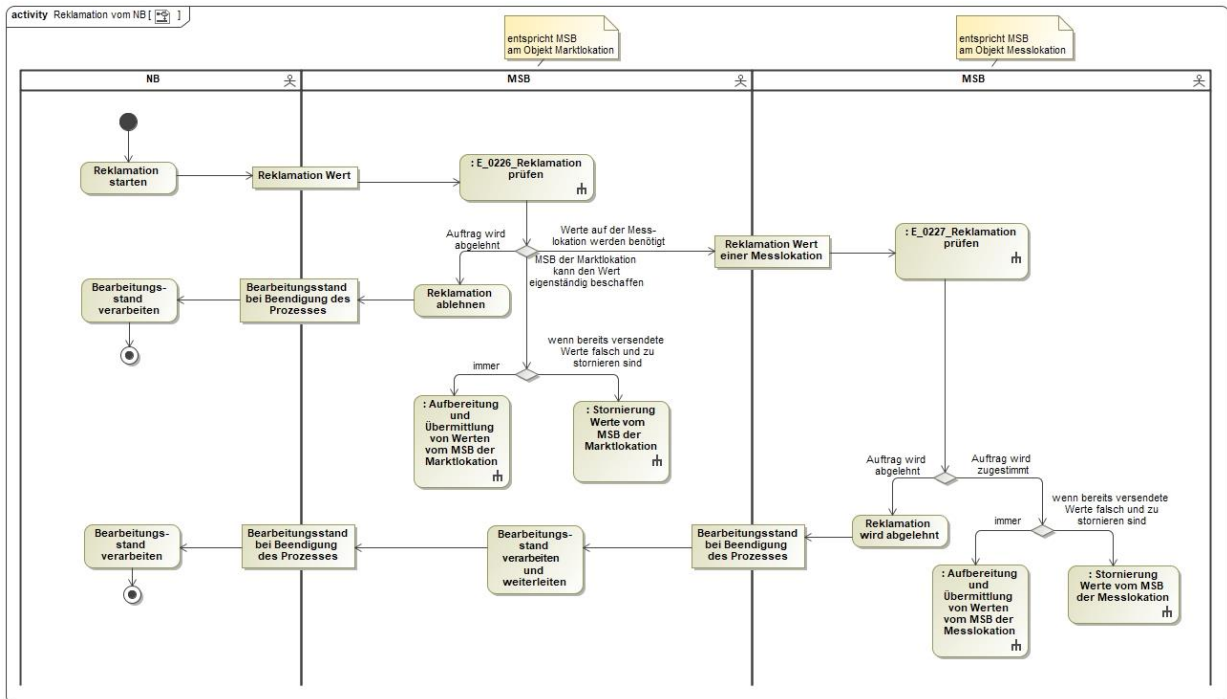 activity Reklamation vom NB [ ]
entspricht MSB
am Objekt Marktlokation
entspricht MSB
am Objekt Messlokation
NB
MSB
MSB
Reklamation
starten
Reklamation Wert
: E_0226_Reklamation
prüfen
Auftrag wird
abgelehnt
Werte auf der Mess-
lokation werden benötigt
MSB der Marktlokation
kann den Wert
eigenständig beschaffen
Reklamation Wert
einer Messlokation
: E_0227_Reklamation
prüfen
Bearbeitungs-
stand
verarbeiten
Bearbeitungsstand
bei Beendigung des
Prozesses
Reklamation
ablehnen
immer
wenn bereits versendete
Werte falsch und zu
stornieren sind
: Aufbereitung
und
Übermittlung
von Werten
vom MSB der
Marktlokation
: Stornierung
Werte vom
MSB der
Marktlokation
Auftrag wird
abgelehnt
Auftrag wird
zugestimmt
Bearbeitungs-
stand
verarbeiten
Bearbeitungsstand
bei Beendigung
des Prozesses
Bearbeitungs-
stand
verarbeiten
und
weiterleiten
Bearbeitungsstand
bei Beendigung
des Prozesses
Reklamation
wird abgelehnt
immer
wenn bereits versendete
Werte falsch und zu
stornieren sind
: Aufbereitung
und
Übermittlung
von Werten
vom MSB der
Messlokation
: Stornierung
Werte vom MSB
der Messlokation